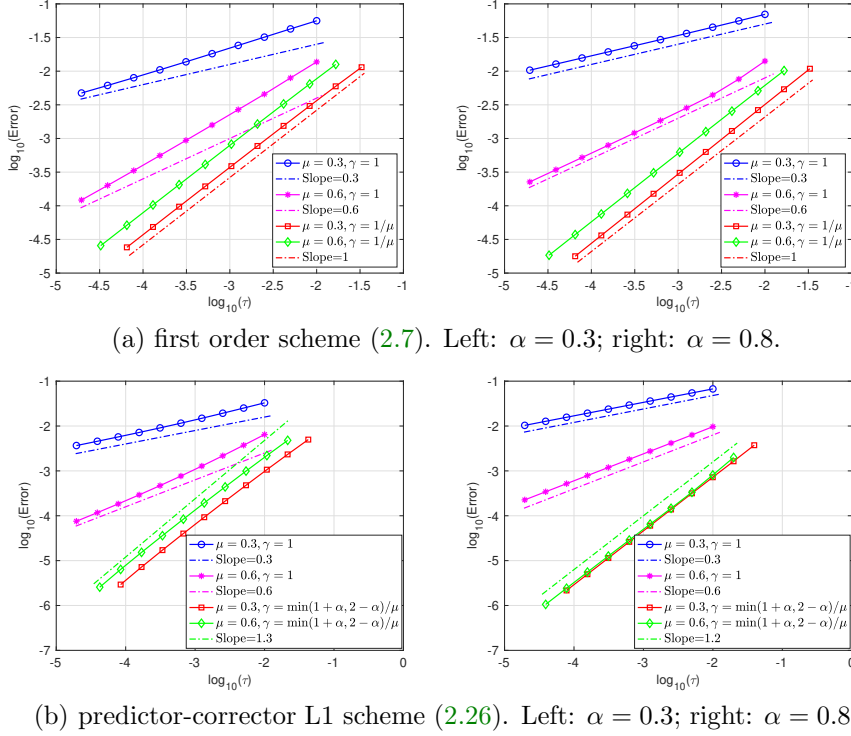 -1
-1.5
-2
-2.5
-3
-3.5
-4
-4.5
-5
log10(Error)
μ = 0.3, γ = 1
Slope=0.3
μ = 0.6, γ = 1
Slope=0.6
μ = 0.3, γ = 1/μ
μ = 0.6, γ = 1/μ
Slope=1
-5 -4.5 -4 -3.5 -3 -2.5 -2 -1.5 -1
log10(τ)
-1
-1.5
-2
-2.5
-3
-3.5
-4
-4.5
-5
log10(Error)
μ = 0.3, γ = 1
Slope=0.3
μ = 0.6, γ = 1
Slope=0.6
μ = 0.3, γ = 1/μ
μ = 0.6, γ = 1/μ
Slope=1
-5 -4.5 -4 -3.5 -3 -2.5 -2 -1.5 -1
log10(τ)
(a) first order scheme (2.7). Left: α = 0.3; right: α = 0.8.
-1
-2
-3
-4
-5
-6
-7
log10(Error)
μ = 0.3, γ = 1
Slope=0.3
μ = 0.6, γ = 1
Slope=0.6
μ = 0.3, γ = min(1 + α, 2 − α)/μ
μ = 0.6, γ = min(1 + α, 2 − α)/μ
Slope=1.3
-5 -4 -3 -2 -1 0
log10(τ)
-1
-2
-3
-4
-5
-6
-7
log10(Error)
μ = 0.3, γ = 1
Slope=0.3
μ = 0.6, γ = 1
Slope=0.6
μ = 0.3, γ = min(1 + α, 2 − α)/μ
μ = 0.6, γ = min(1 + α, 2 − α)/μ
Slope=1.2
-5 -4 -3 -2 -1 0
log10(τ)
(b) predictor-corrector L1 scheme (2.26). Left: α = 0.3; right: α = 0.8